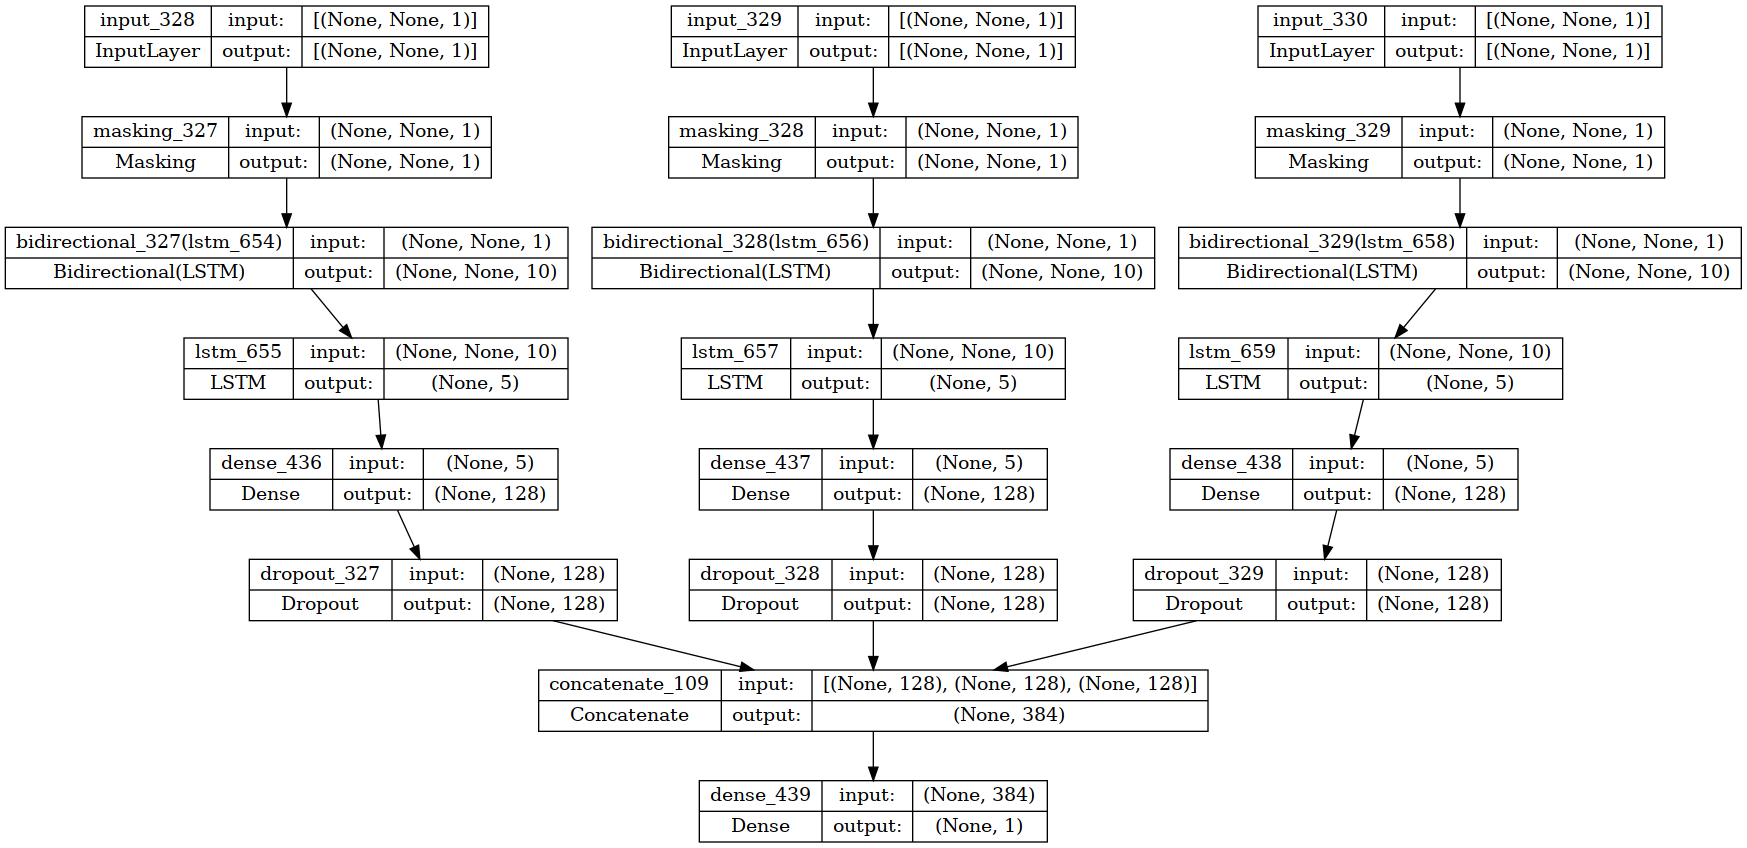 input_328 input: [(None, None, 1)]
InputLayer output: [(None, None, 1)]
input_329 input: [(None, None, 1)]
InputLayer output: [(None, None, 1)]
input_330 input: [(None, None, 1)]
InputLayer output: [(None, None, 1)]
masking_327 input: (None, None, 1)
Masking output: (None, None, 1)
masking_328 input: (None, None, 1)
Masking output: (None, None, 1)
masking_329 input: (None, None, 1)
Masking output: (None, None, 1)
bidirectional_327(lstm_654) input: (None, None, 1)
Bidirectional(LSTM) output: (None, None, 10)
bidirectional_328(lstm_656) input: (None, None, 1)
Bidirectional(LSTM) output: (None, None, 10)
bidirectional_329(lstm_658) input: (None, None, 1)
Bidirectional(LSTM) output: (None, None, 10)
lstm_655 input: (None, None, 10)
LSTM output: (None, 5)
lstm_657 input: (None, None, 10)
LSTM output: (None, 5)
lstm_659 input: (None, None, 10)
LSTM output: (None, 5)
dense_436 input: (None, 5)
Dense output: (None, 128)
dense_437 input: (None, 5)
Dense output: (None, 128)
dense_438 input: (None, 5)
Dense output: (None, 128)
dropout_327 input: (None, 128)
Dropout output: (None, 128)
dropout_328 input: (None, 128)
Dropout output: (None, 128)
dropout_329 input: (None, 128)
Dropout output: (None, 128)
concatenate_109 input: [(None, 128), (None, 128), (None, 128)]
Concatenate output: (None, 384)
dense_439 input: (None, 384)
Dense output: (None, 1)